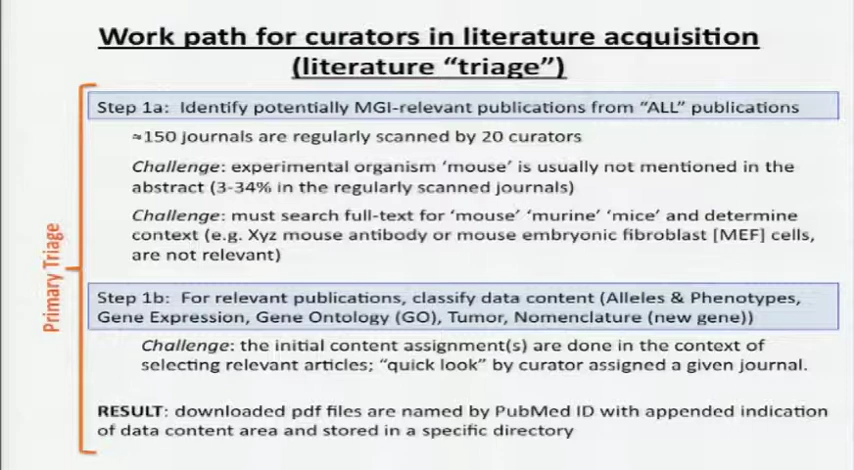 Work path for curators in literature acquisition
(literature “triage”)
Step 1a: Identify potentially MGI-relevant publications from “ALL” publications
≈150 journals are regularly scanned by 20 curators
Challenge: experimental organism ‘mouse’ is usually not mentioned in the
abstract (3-34% in the regularly scanned journals)
Challenge: must search full-text for ‘mouse’ ‘murine’ ‘mice’ and determine
context (e.g. Xyz mouse antibody or mouse embryonic fibroblast [MEF] cells,
are not relevant)
Primary Triage
Step 1b: For relevant publications, classify data content (Alleles & Phenotypes,
Gene Expression, Gene Ontology (GO), Tumor, Nomenclature (new gene))
Challenge: the initial content assignment(s) are done in the context of
selecting relevant articles; “quick look” by curator assigned a given journal.
RESULT: downloaded pdf files are named by PubMed ID with appended indication
of data content area and stored in a specific directory